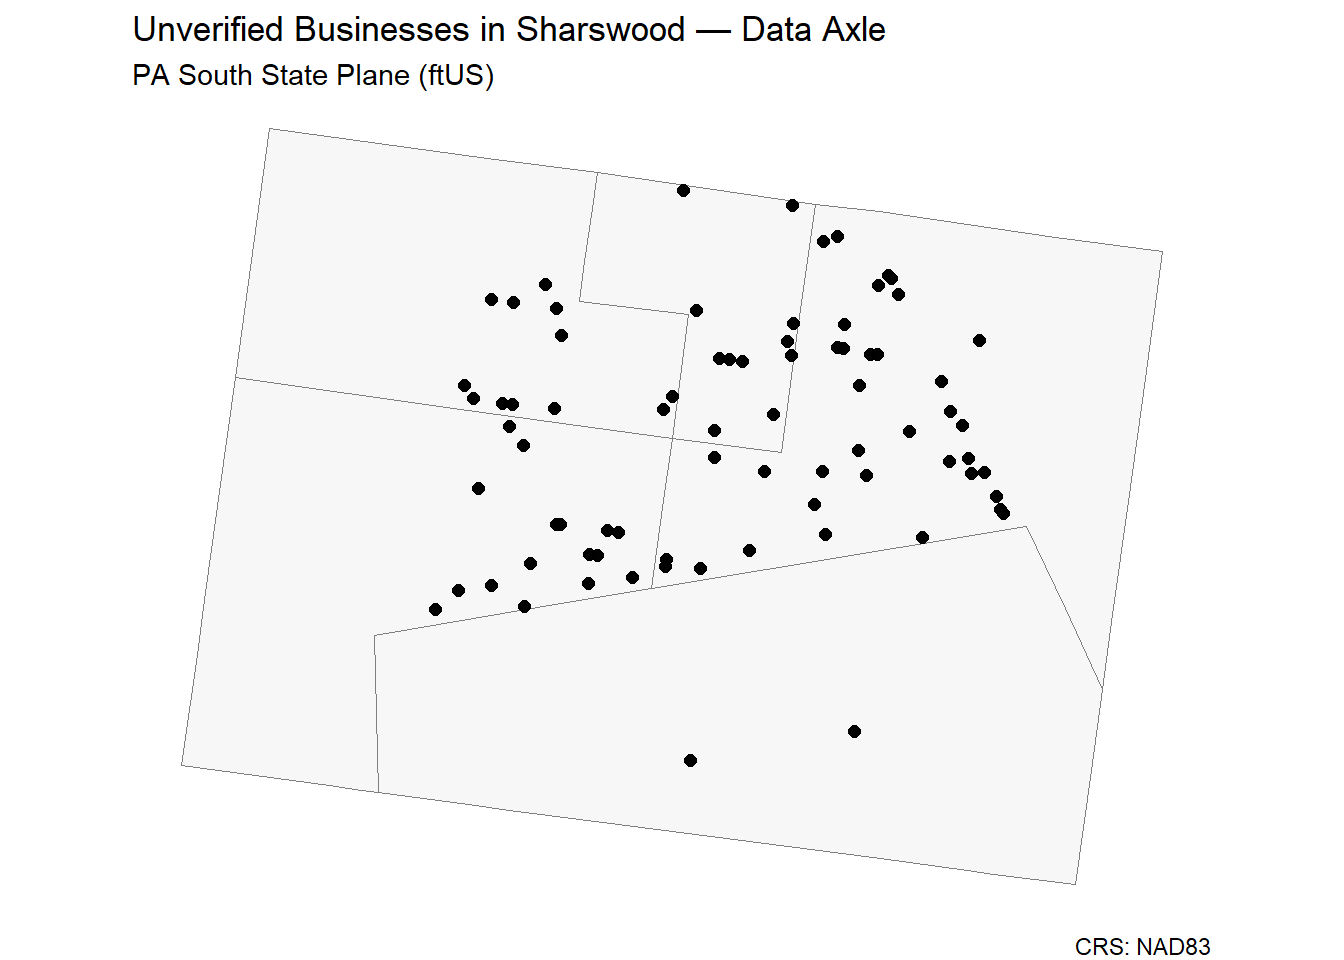 Unverified Businesses in Sharswood — Data Axle
PA South State Plane (ftUS)
CRS: NAD83